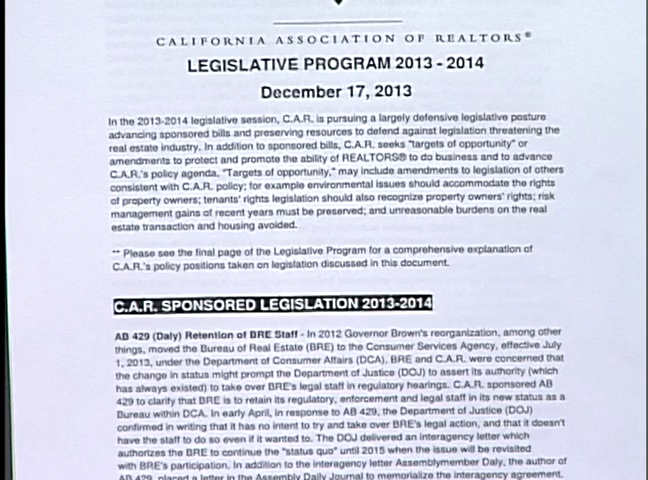 CALIFORNIA ASSOCIATION OF REALTORS®
LEGISLATIVE PROGRAM 2013 - 2014
December 17, 2013
In the 2013-2014 legislative session, C.A.R. is pursuing a largely defensive legislative posture
advancing sponsored bills and preserving resources to defend against legislation threatening the
real estate industry. In addition to sponsored bills, C.A.R. seeks "targets of opportunity" or
amendments to protect and promote the ability of REALTORS® to do business and to advance
C.A.R.'s policy agenda. "Targets of opportunity," may include amendments to legislation of others
consistent with C.A.R. policy; for example environmental issues should accommodate the rights
of property owners; tenants' rights legislation should also recognize property owners' rights; risk
management gains of recent years must be preserved; and unreasonable burdens on the real
estate transaction and housing avoided.
** Please see the final page of the Legislative Program for a comprehensive explanation of
C.A.R.'s policy positions taken on legislation discussed in this document.
C.A.R. SPONSORED LEGISLATION 2013-2014
AB 429 (Daly) Retention of BRE Staff - In 2012 Governor Brown's reorganization, among other
things, moved the Bureau of Real Estate (BRE) to the Consumer Services Agency, effective July
1, 2013, under the Department of Consumer Affairs (DCA). BRE and C.A.R. were concerned that
the change in status might prompt the Department of Justice (DOJ) to assert its authority (which
has always existed) to take over BRE's legal staff in regulatory hearings. C.A.R. sponsored AB
429 to clarify that BRE is to retain its regulatory, enforcement and legal staff in its new status as a
Bureau within DCA. In early April, in response to AB 429, the Department of Justice (DOJ)
confirmed in writing that it has no intent to try and take over BRE's legal action, and that it doesn't
have the staff to do so even if it wanted to. The DOJ delivered an interagency letter which
authorizes the BRE to continue the "status quo" until 2015 when the issue will be revisited
with BRE's participation. In addition to the interagency letter Assemblymember Daly, the author of
AB 429, placed a letter in the Assembly Daily Journal to memorialize the interagency agreement.